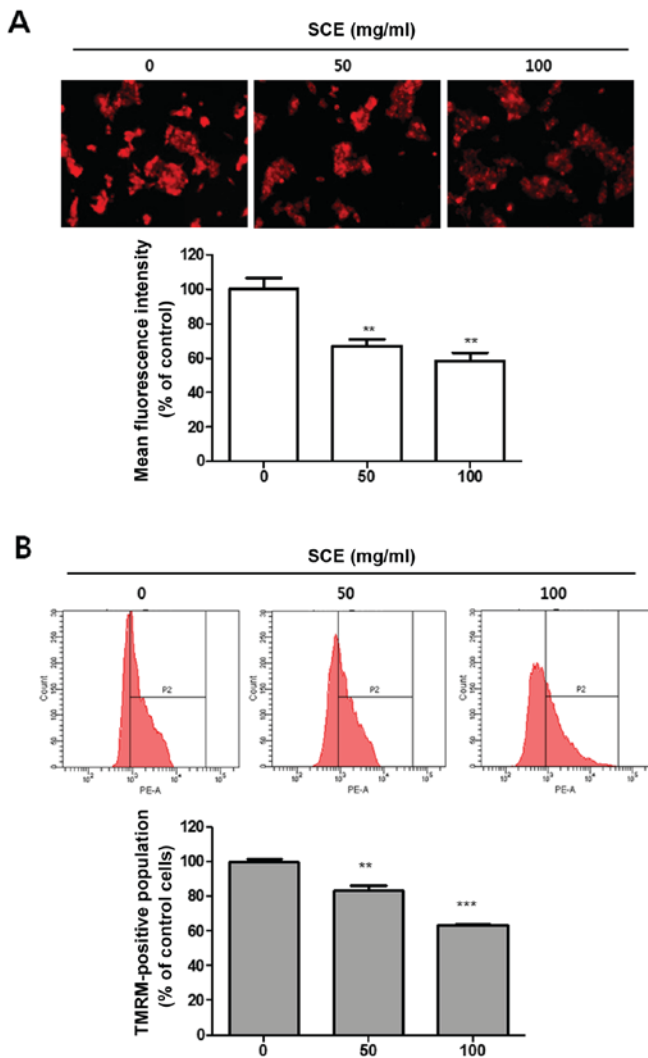 A
SCE (mg/ml)
0 50 100
Mean fluorescence intensity
(% of control)
120
100
80
60
40
20
0
** **
0 50 100
B
SCE (mg/ml)
0 50 100
Count
P2
PE-A
Count
P2
PE-A
Count
P2
PE-A
TMRM-positive population
(% of control cells)
120
100
80
60
40
20
0
** ***
0 50 100